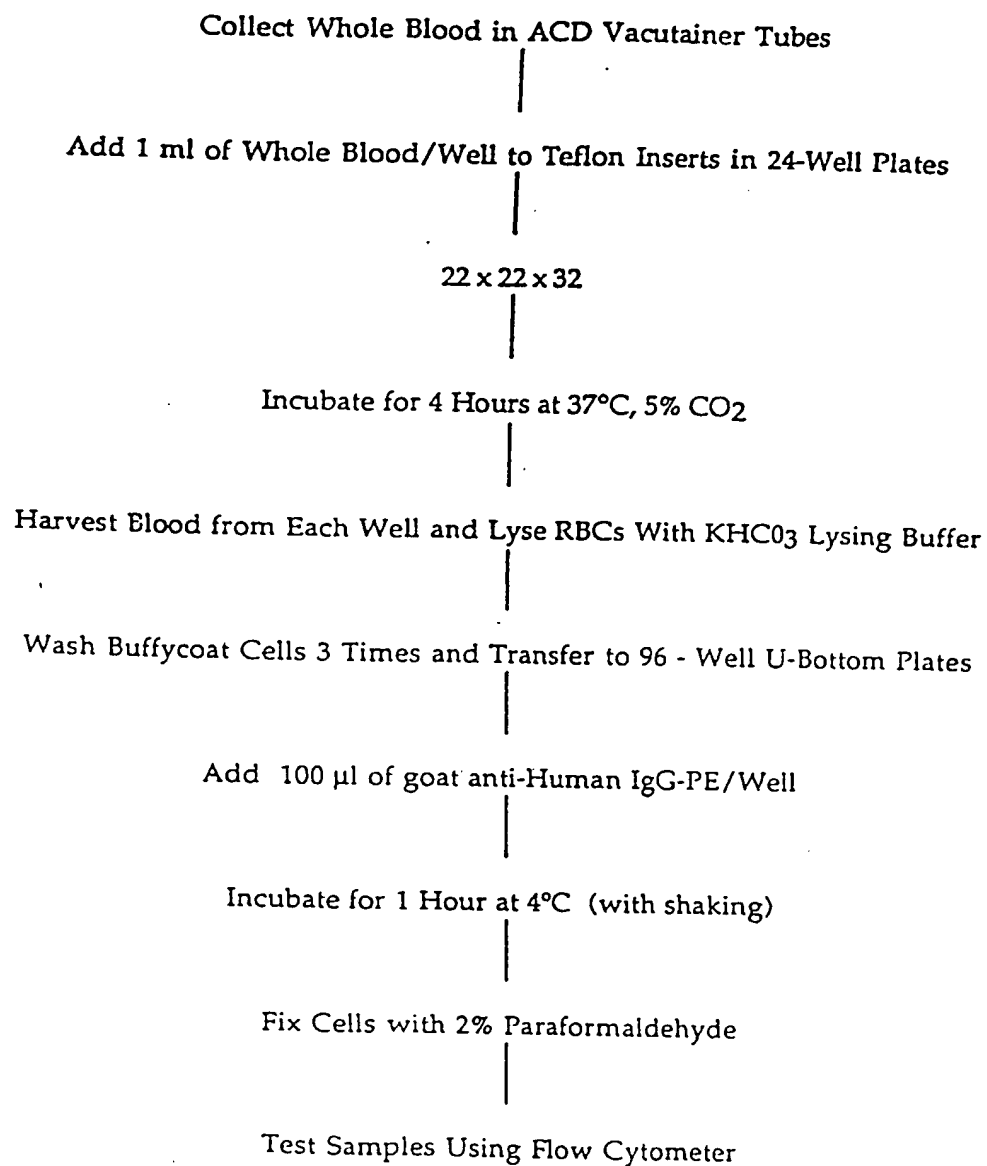 Collect Whole Blood in ACD Vacutainer Tubes
Add 1 ml of Whole Blood/Well to Teflon Inserts in 24-Well Plates
22 x 22 x 32
Incubate for 4 Hours at 37°C, 5% CO2
Harvest Blood from Each Well and Lyse RBCs With KHC03 Lysing Buffer
Wash Buffycoat Cells 3 Times and Transfer to 96 - Well U-Bottom Plates
Add 100 µl of goat anti-Human IgG-PE/Well
Incubate for 1 Hour at 4°C (with shaking)
Fix Cells with 2% Paraformaldehyde
Test Samples Using Flow Cytometer